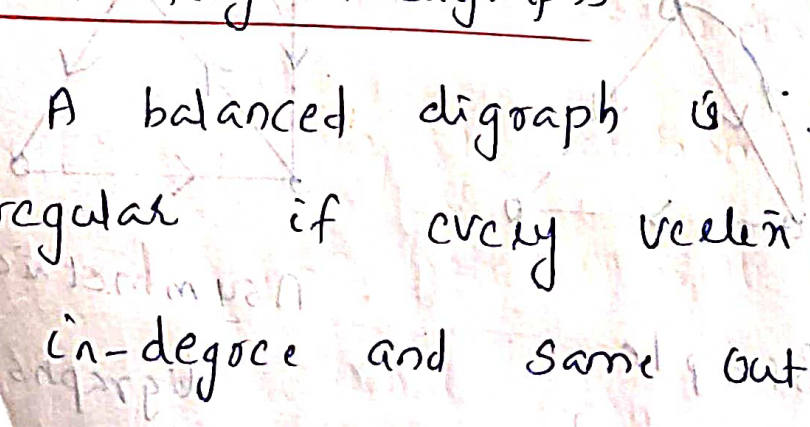 A balanced digraph is
regular if every vertex
in-degree and same out